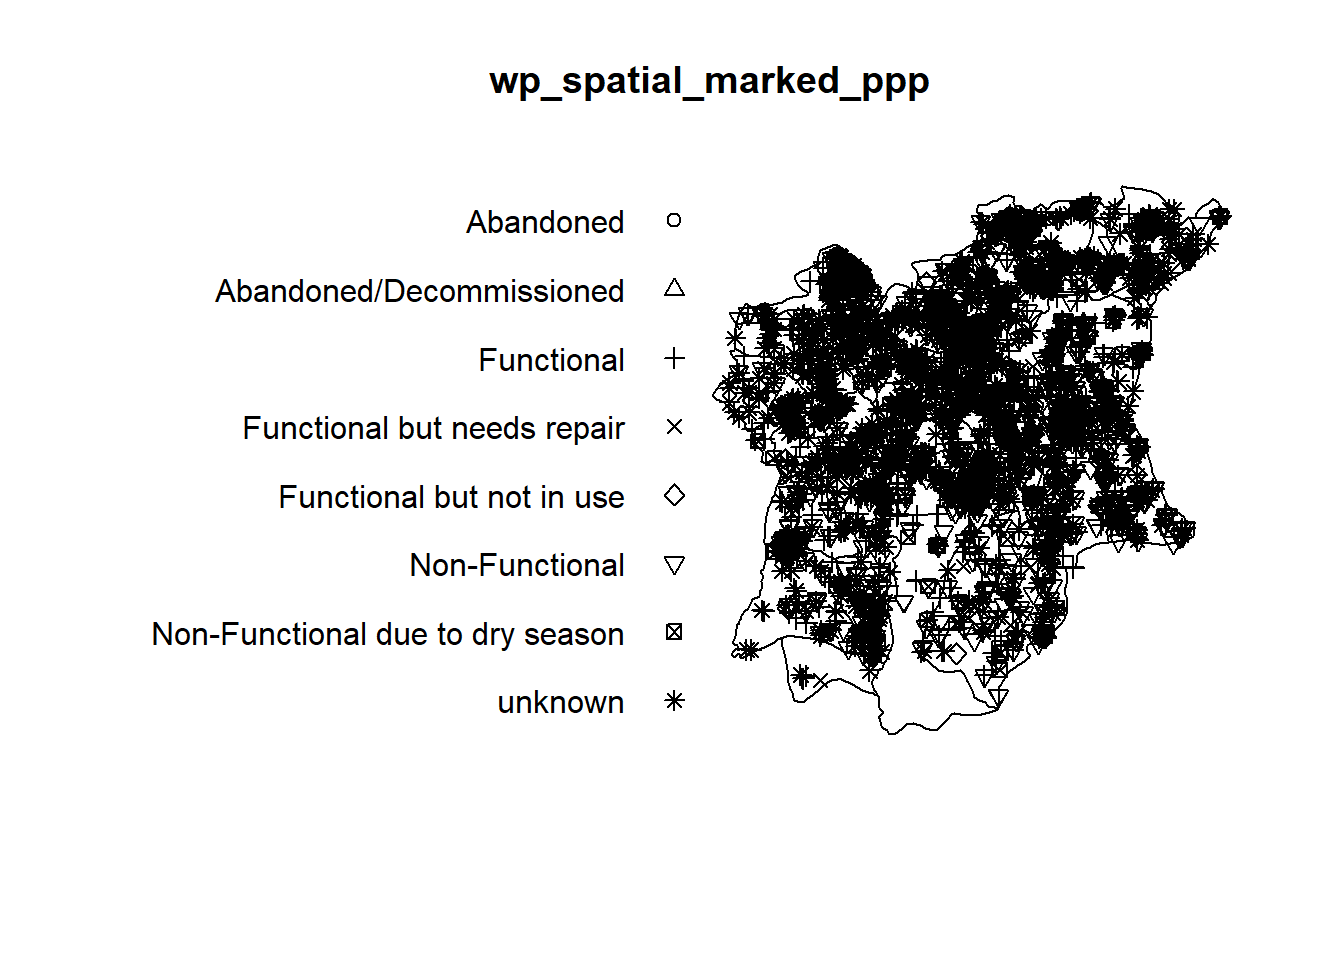 wp_spatial_marked_ppp
Abandoned
Abandoned/Decommissioned
Functional
Functional but needs repair
Functional but not in use
Non-Functional
Non-Functional due to dry season
unknown